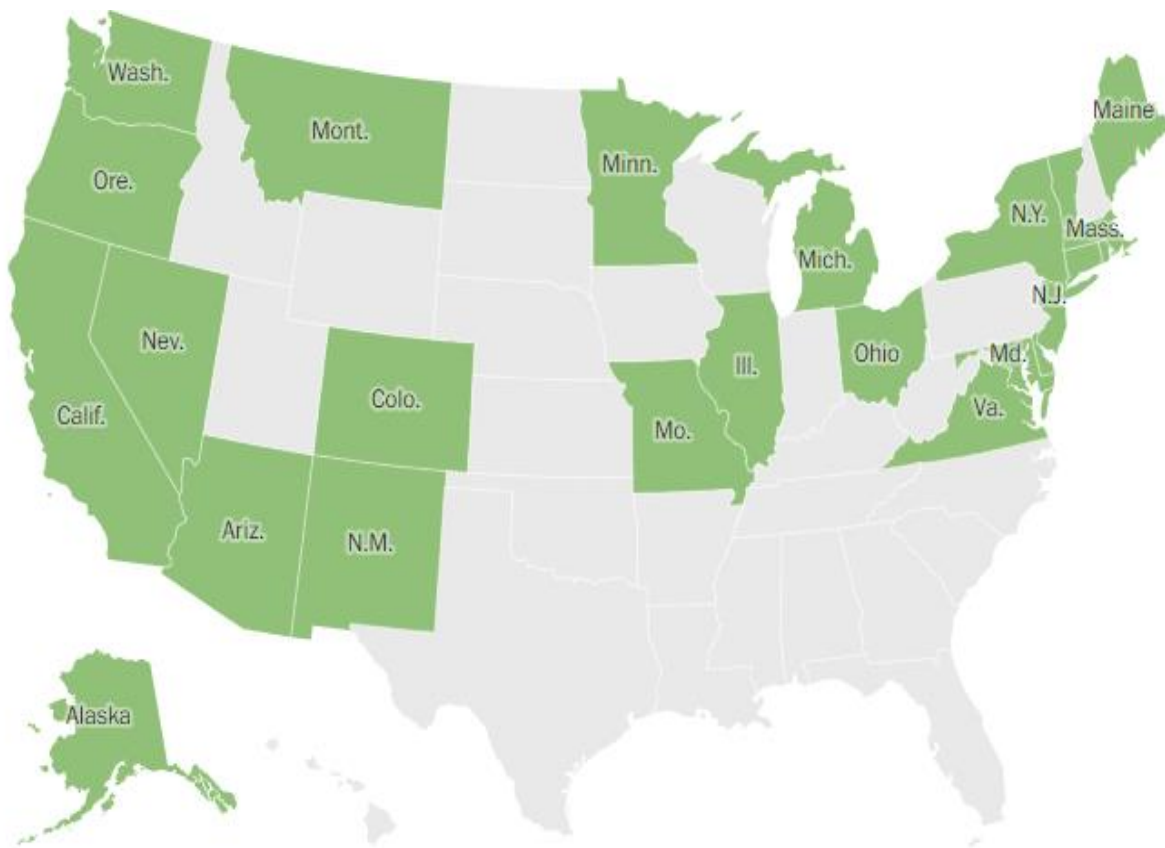 Wash.
Maine
Mont.
Minn.
Ore.
N.Y.
Mass.
Mich.
N.J.
Nev.
Ohio
Md.
Ill.
Colo.
Va.
Calif.
Mo.
Ariz.
N.M.
Alaska